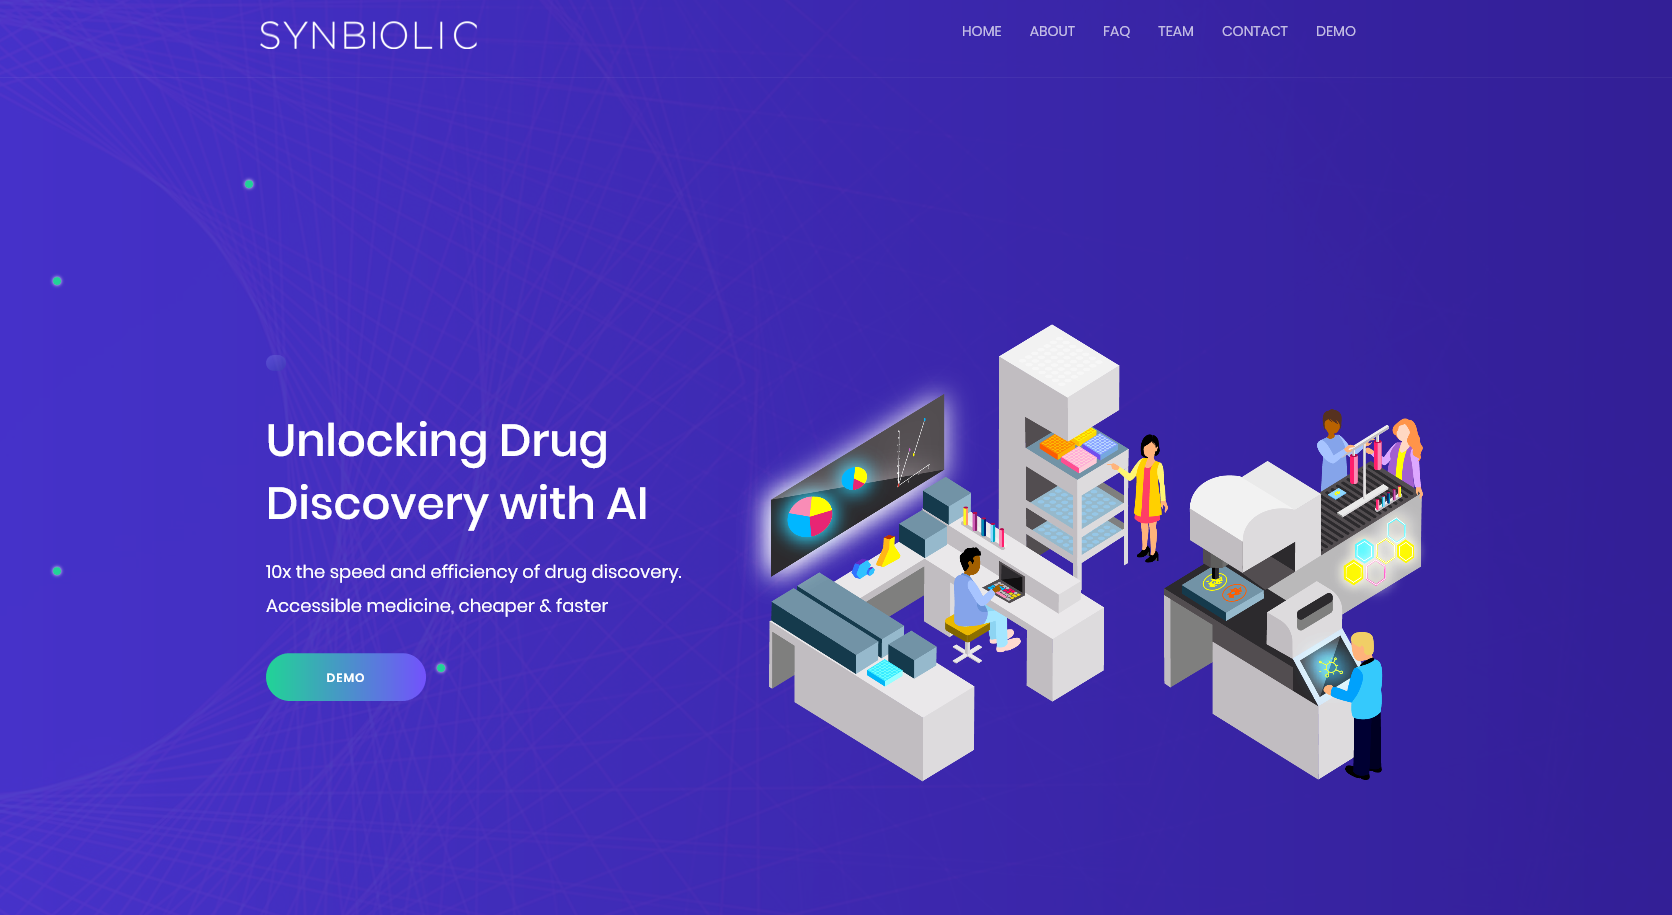 SYNBIOLIC
HOME ABOUT FAQ TEAM CONTACT DEMO
Unlocking Drug
Discovery with AI
10x the speed and efficiency of drug discovery.
Accessible medicine, cheaper & faster
DEMO